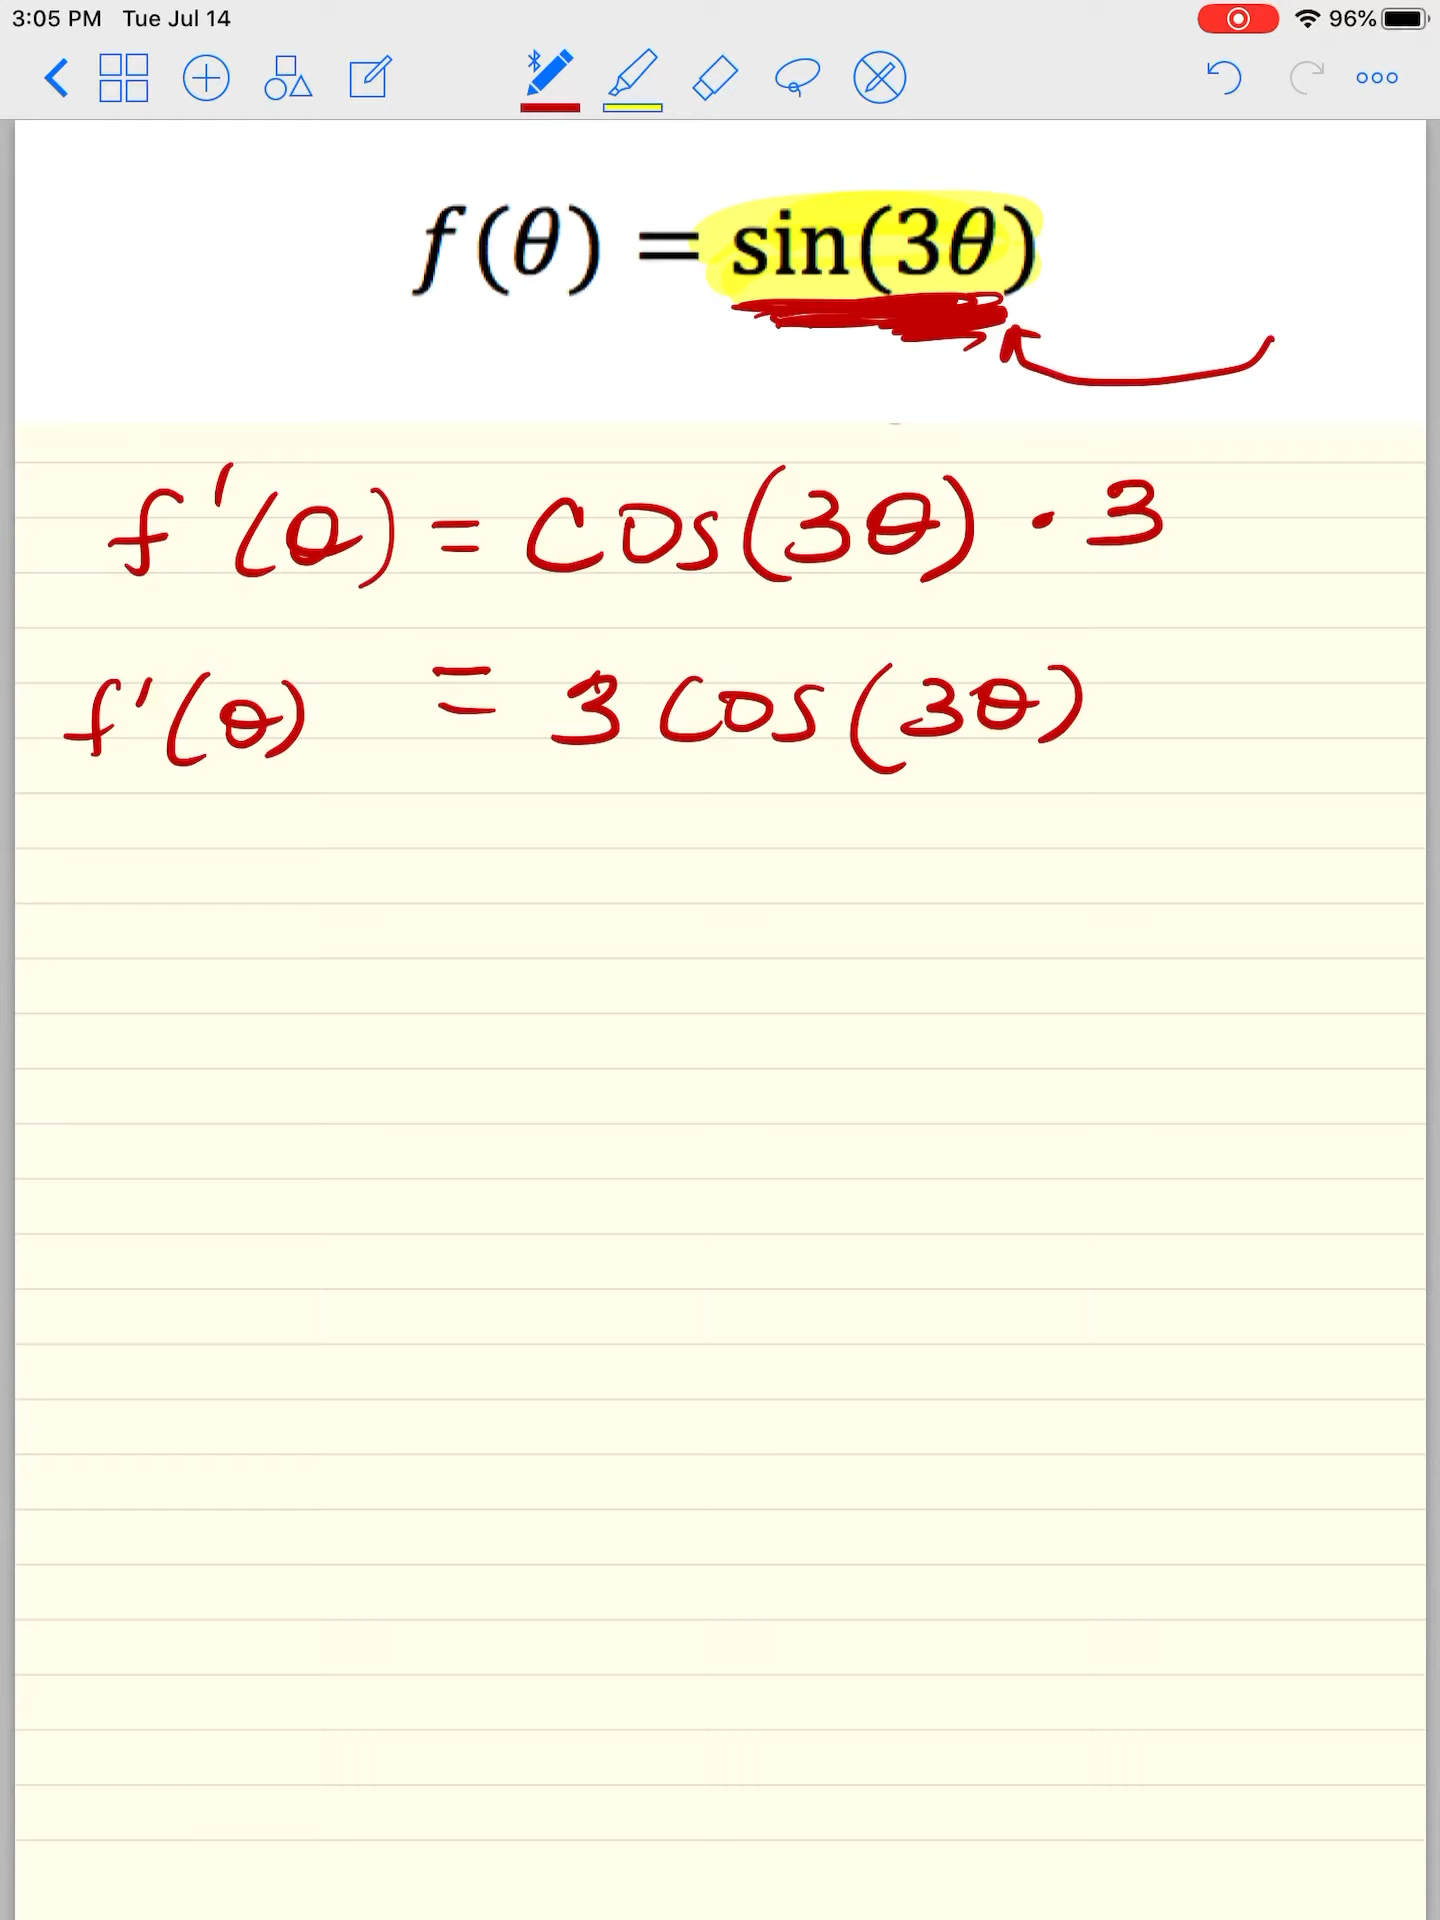 3:05 PM Tue Jul 14 96%
f(θ) = sin(3θ)
f'(θ) = cos(3θ) · 3
f'(θ) = 3 cos(3θ)